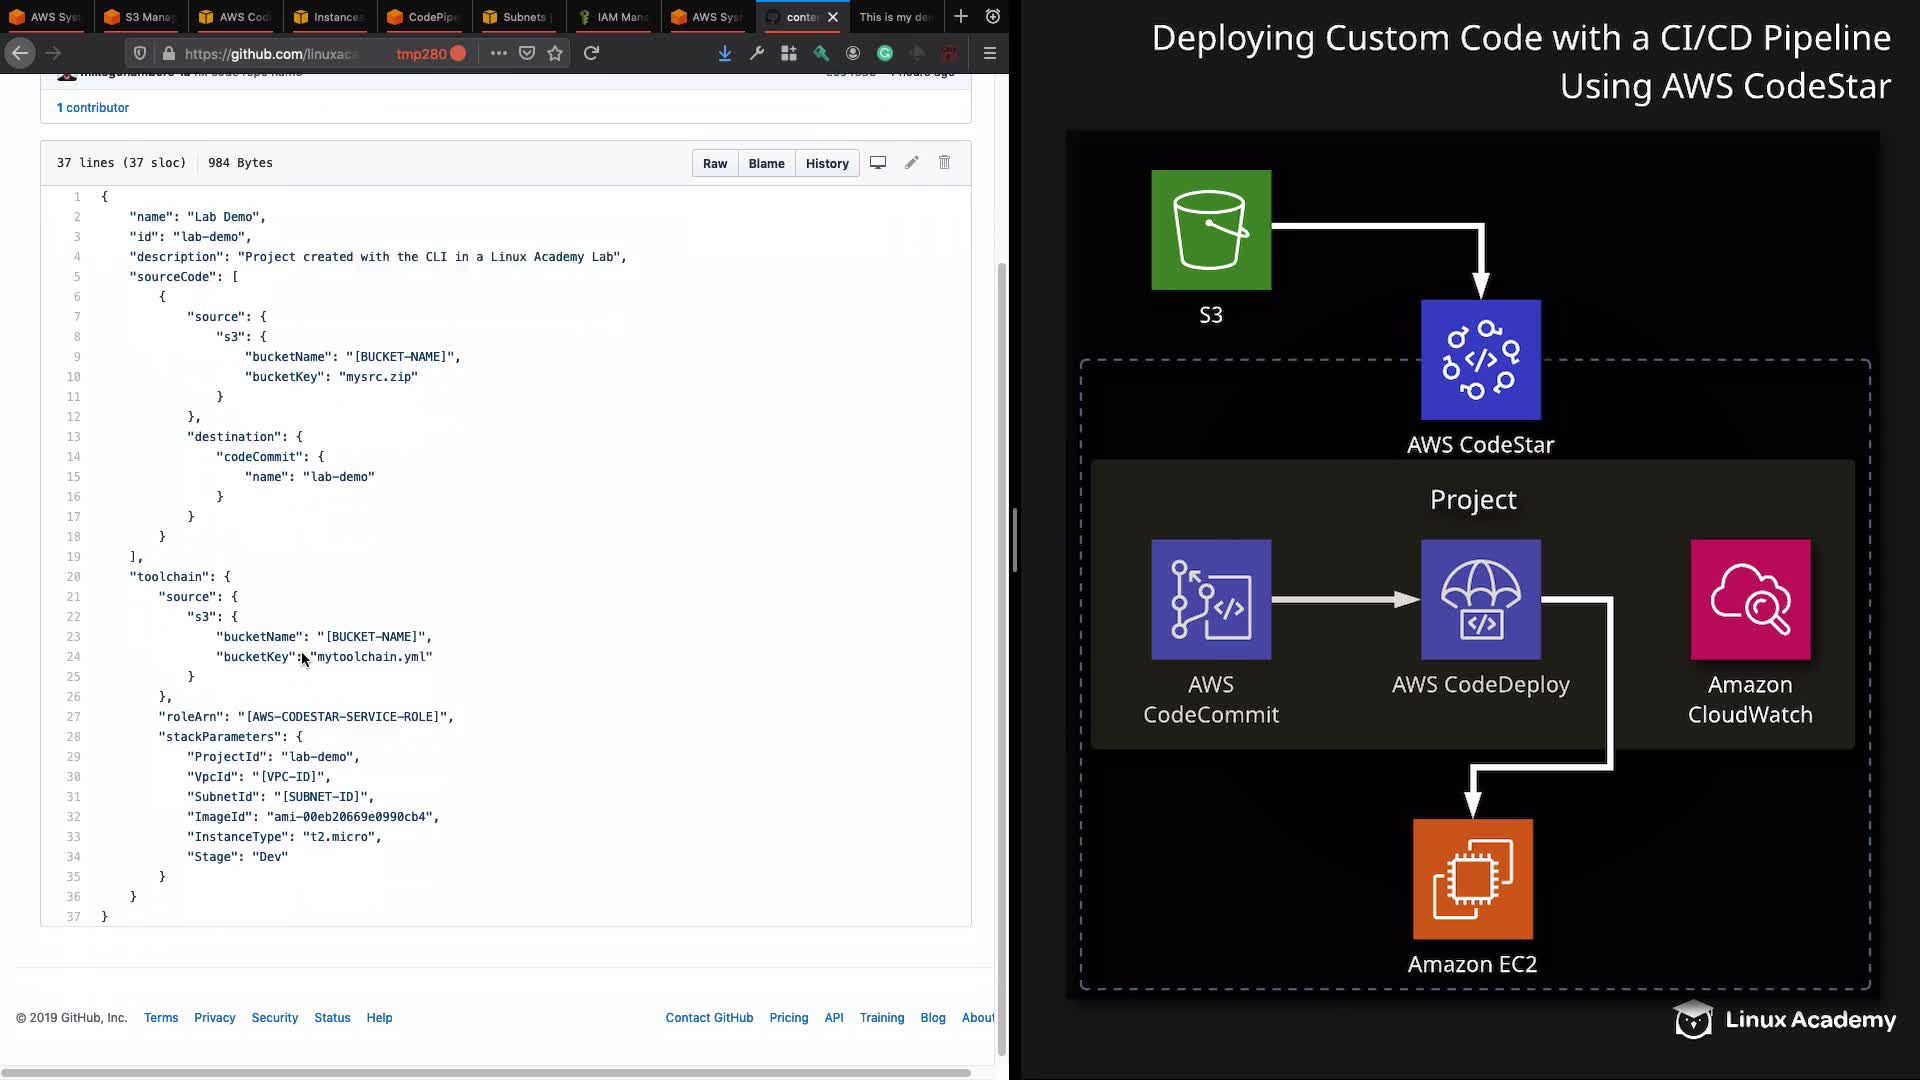 AWS Sys
S3 Mana
AWS Cod
Instances
CodePipe
Subnets
IAM Man
AWS Sys
conte
This is my de
https://github.com/linuxac
tmp280
1 contributor
37 lines (37 sloc) 984 Bytes
Raw Blame History
1 {
2 "name": "Lab Demo",
3 "id": "lab-demo",
4 "description": "Project created with the CLI in a Linux Academy Lab",
5 "sourceCode": [
6 {
7 "source": {
8 "s3": {
9 "bucketName": "[BUCKET-NAME]",
10 "bucketKey": "mysrc.zip"
11 }
12 },
13 "destination": {
14 "codeCommit": {
15 "name": "lab-demo"
16 }
17 }
18 }
19 ],
20 "toolchain": {
21 "source": {
22 "s3": {
23 "bucketName": "[BUCKET-NAME]",
24 "bucketKey": "mytoolchain.yml"
25 }
26 },
27 "roleArn": "[AWS-CODESTAR-SERVICE-ROLE]",
28 "stackParameters": {
29 "ProjectId": "lab-demo",
30 "VpcId": "[VPC-ID]",
31 "SubnetId": "[SUBNET-ID]",
32 "ImageId": "ami-00eb20669e0990cb4",
33 "InstanceType": "t2.micro",
34 "Stage": "Dev"
35 }
36 }
37 }
© 2019 GitHub, Inc. Terms Privacy Security Status Help Contact GitHub Pricing API Training Blog About
Deploying Custom Code with a CI/CD Pipeline
Using AWS CodeStar
S3
AWS CodeStar
Project
AWS
CodeCommit
AWS CodeDeploy
Amazon
CloudWatch
Amazon EC2
Linux Academy